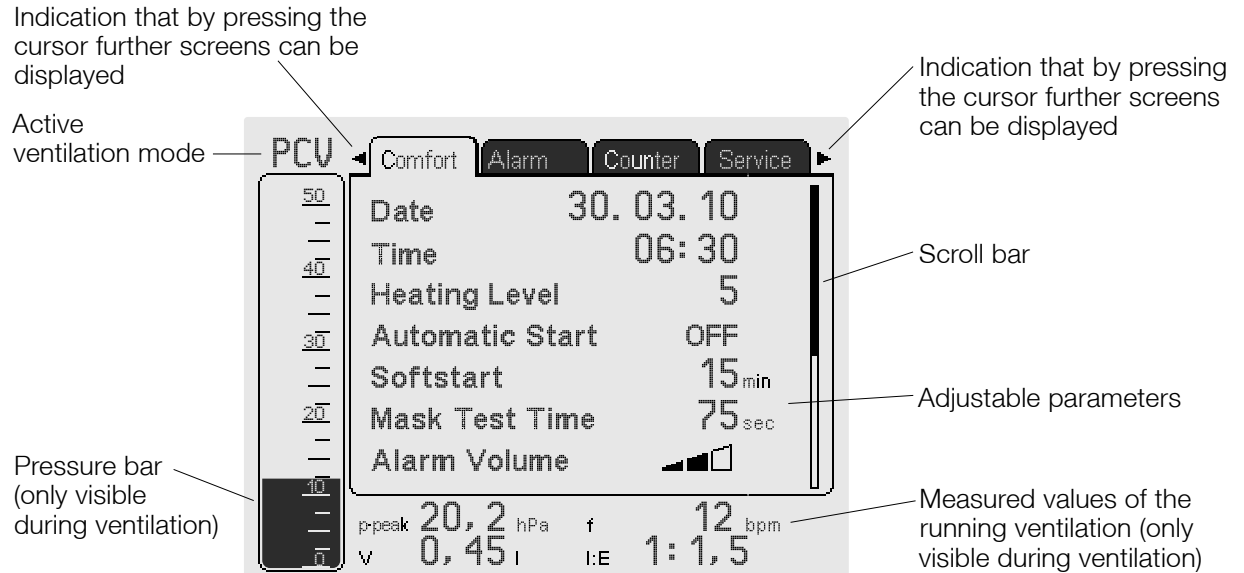 Indication that by pressing the
cursor further screens can be
displayed
Active
ventilation mode
Pressure bar
(only visible
during ventilation)
PCV
50
40
30
20
10
0
Comfort Alarm Counter Service
Date 30. 03. 10
Time 06:30
Heating Level 5
Automatic Start OFF
Softstart 15 min
Mask Test Time 75 sec
Alarm Volume
p-peak 20,2 hPa f 12 bpm
V 0,45 l I:E 1:1,5
Indication that by pressing
the cursor further screens
can be displayed
Scroll bar
Adjustable parameters
Measured values of the
running ventilation (only
visible during ventilation)